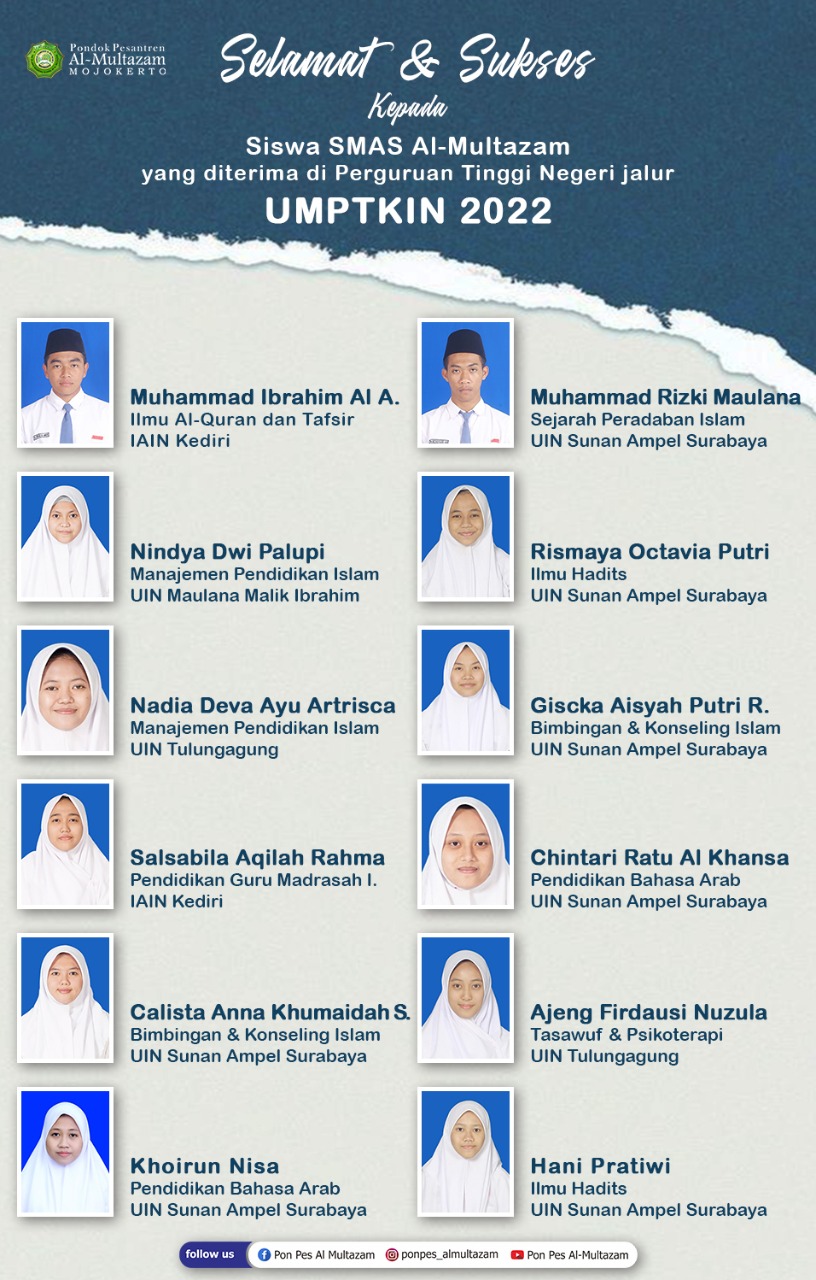 Pondok Pesantren
Al-Multazam
MOJOKERTO
Selamat & Sukses
Kepada
Siswa SMAS Al-Multazam
yang diterima di Perguruan Tinggi Negeri jalur
UMPTKIN 2022
Muhammad Ibrahim Al A.
Ilmu Al-Quran dan Tafsir
IAIN Kediri
Muhammad Rizki Maulana
Sejarah Peradaban Islam
UIN Sunan Ampel Surabaya
Nindya Dwi Palupi
Manajemen Pendidikan Islam
UIN Maulana Malik Ibrahim
Rismaya Octavia Putri
Ilmu Hadits
UIN Sunan Ampel Surabaya
Nadia Deva Ayu Artrisca
Manajemen Pendidikan Islam
UIN Tulungagung
Giscka Aisyah Putri R.
Bimbingan & Konseling Islam
UIN Sunan Ampel Surabaya
Salsabila Aqilah Rahma
Pendidikan Guru Madrasah I.
IAIN Kediri
Chintari Ratu Al Khansa
Pendidikan Bahasa Arab
UIN Sunan Ampel Surabaya
Calista Anna Khumaidah S.
Bimbingan & Konseling Islam
UIN Sunan Ampel Surabaya
Ajeng Firdausi Nuzula
Tasawuf & Psikoterapi
UIN Tulungagung
Khoirun Nisa
Pendidikan Bahasa Arab
UIN Sunan Ampel Surabaya
Hani Pratiwi
Ilmu Hadits
UIN Sunan Ampel Surabaya
follow us Pon Pes Al Multazam ponpes_almultazam Pon Pes Al-Multazam